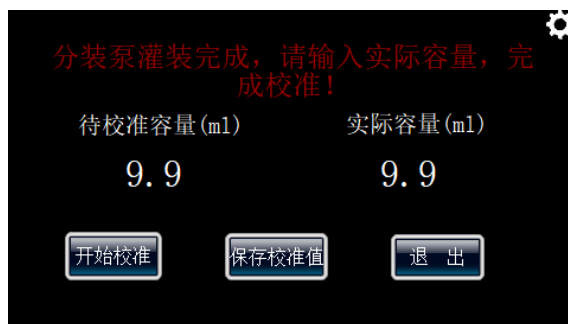 分装泵灌装完成，请输入实际容量，完
成校准！
待校准容量(ml) 实际容量(ml)
9.9 9.9
开始校准 保存校准值 退 出